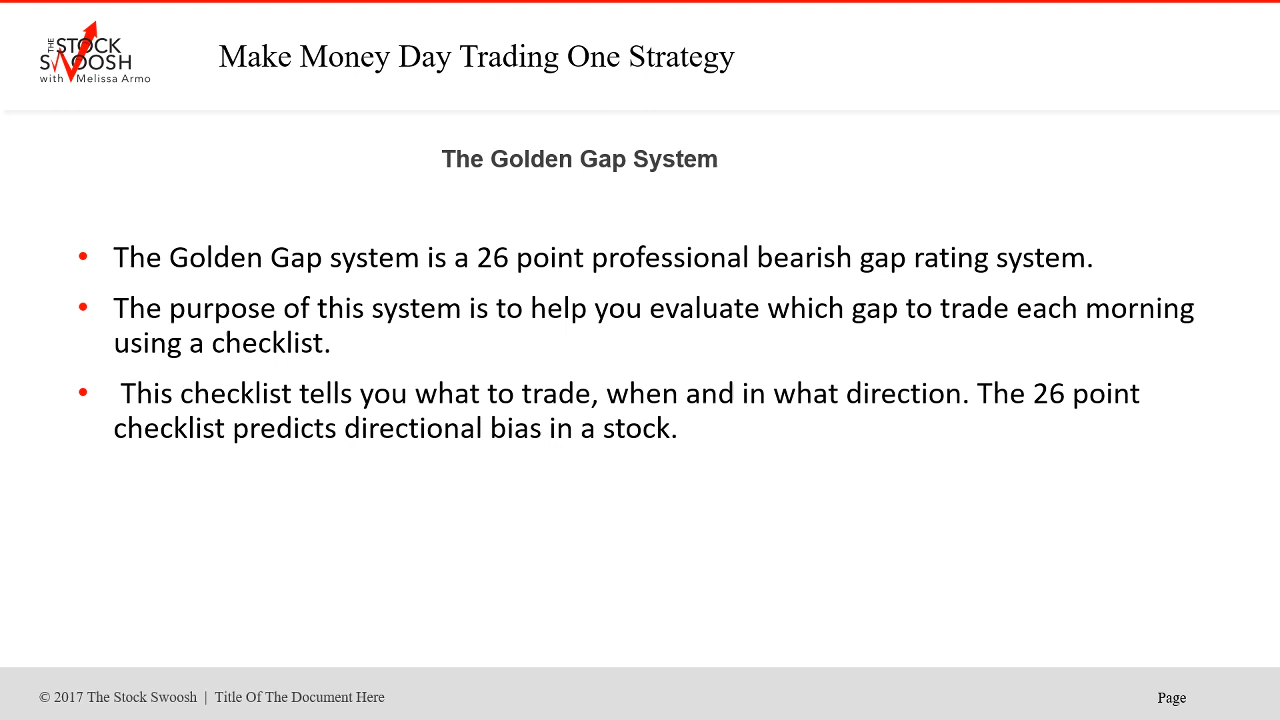 THE
STOCK
SWOOSH
with Melissa Armo
Make Money Day Trading One Strategy
The Golden Gap System
• The Golden Gap system is a 26 point professional bearish gap rating system.
• The purpose of this system is to help you evaluate which gap to trade each morning
using a checklist.
• This checklist tells you what to trade, when and in what direction. The 26 point
checklist predicts directional bias in a stock.
© 2017 The Stock Swoosh | Title Of The Document Here
Page